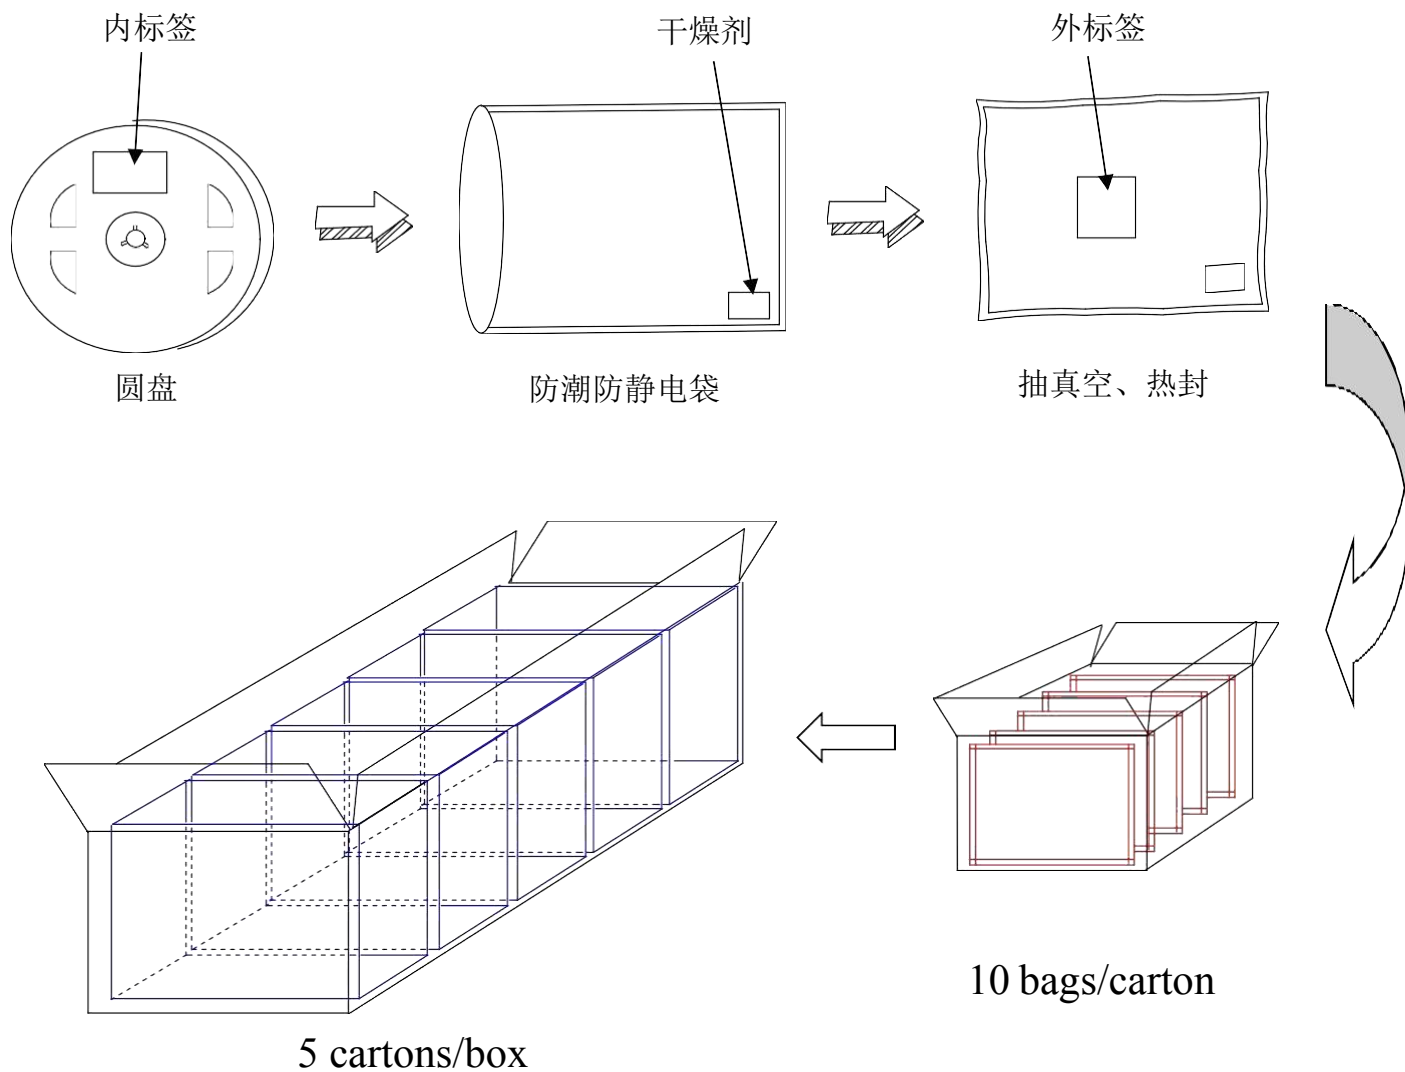 内标签
干燥剂
外标签
圆盘
防潮防静电袋
抽真空、热封
10 bags/carton
5 cartons/box